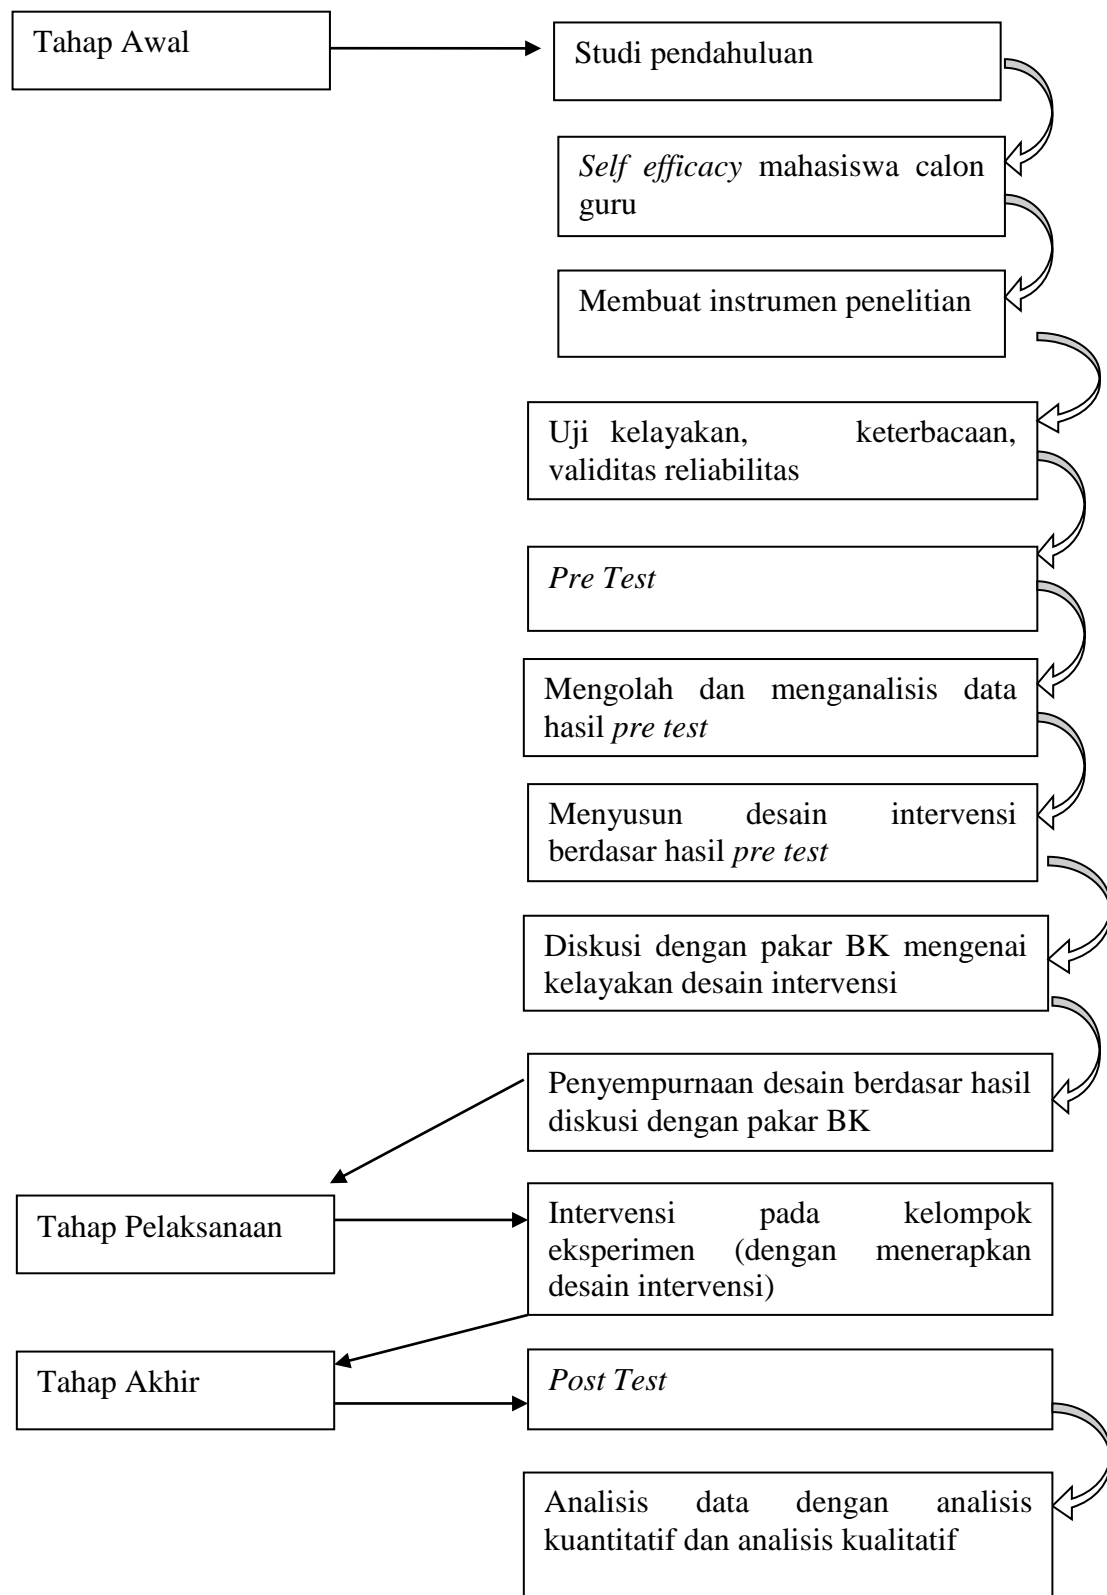 Tahap Awal
Studi pendahuluan
Self efficacy mahasiswa calon
guru
Membuat instrumen penelitian
Uji kelayakan, keterbacaan,
validitas reliabilitas
Pre Test
Mengolah dan menganalisis data
hasil pre test
Menyusun desain intervensi
berdasar hasil pre test
Diskusi dengan pakar BK mengenai
kelayakan desain intervensi
Penyempurnaan desain berdasar hasil
diskusi dengan pakar BK
Tahap Pelaksanaan
Intervensi pada kelompok
eksperimen (dengan menerapkan
desain intervensi)
Tahap Akhir
Post Test
Analisis data dengan analisis
kuantitatif dan analisis kualitatif